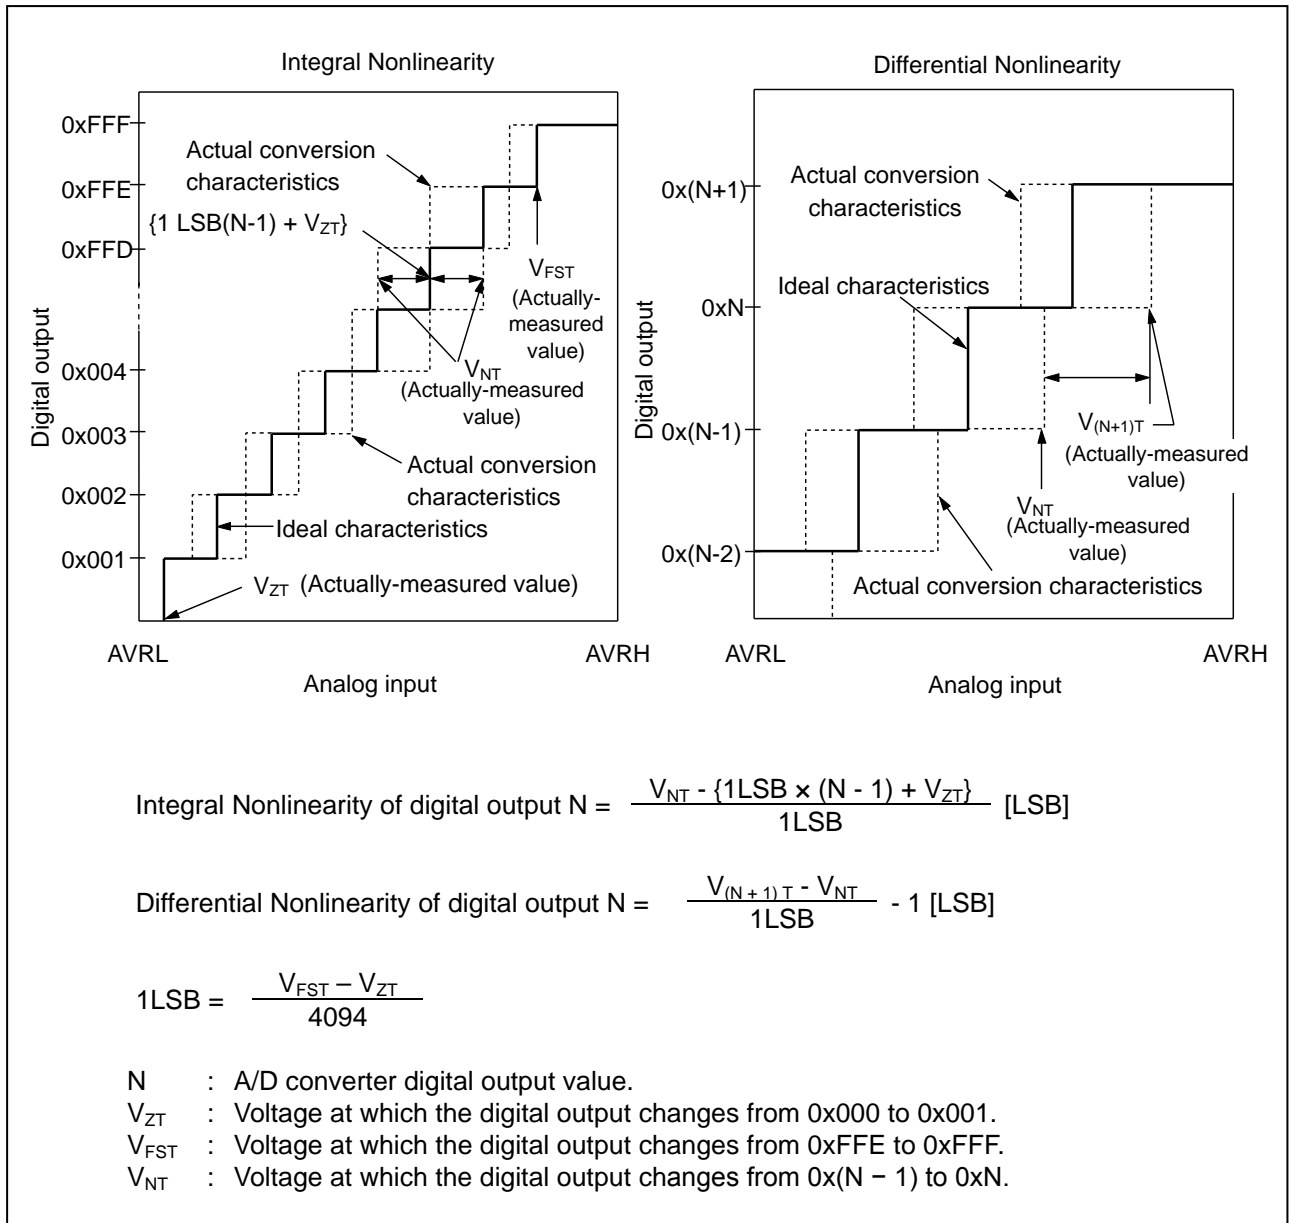 Integral Nonlinearity
0xFFF
0xFFE
0xFFD
0x004
0x003
0x002
0x001
Digital output
Actual conversion
characteristics
{1 LSB(N-1) + VZT}
VFST
(Actually-
measured
value)
VNT
(Actually-measured
value)
Actual conversion
characteristics
Ideal characteristics
VZT (Actually-measured value)
AVRL
AVRH
Analog input
Differential Nonlinearity
0x(N+1)
0xN
0x(N-1)
0x(N-2)
Digital output
Actual conversion
characteristics
Ideal characteristics
V(N+1)T
(Actually-measured
value)
VNT
(Actually-measured
value)
Actual conversion characteristics
AVRL
AVRH
Analog input
Integral Nonlinearity of digital output N = VNT - {1LSB × (N - 1) + VZT} / 1LSB [LSB]
Differential Nonlinearity of digital output N = V(N + 1) T - VNT / 1LSB - 1 [LSB]
1LSB = VFST – VZT / 4094
N : A/D converter digital output value.
VZT : Voltage at which the digital output changes from 0x000 to 0x001.
VFST : Voltage at which the digital output changes from 0xFFE to 0xFFF.
VNT : Voltage at which the digital output changes from 0x(N − 1) to 0xN.